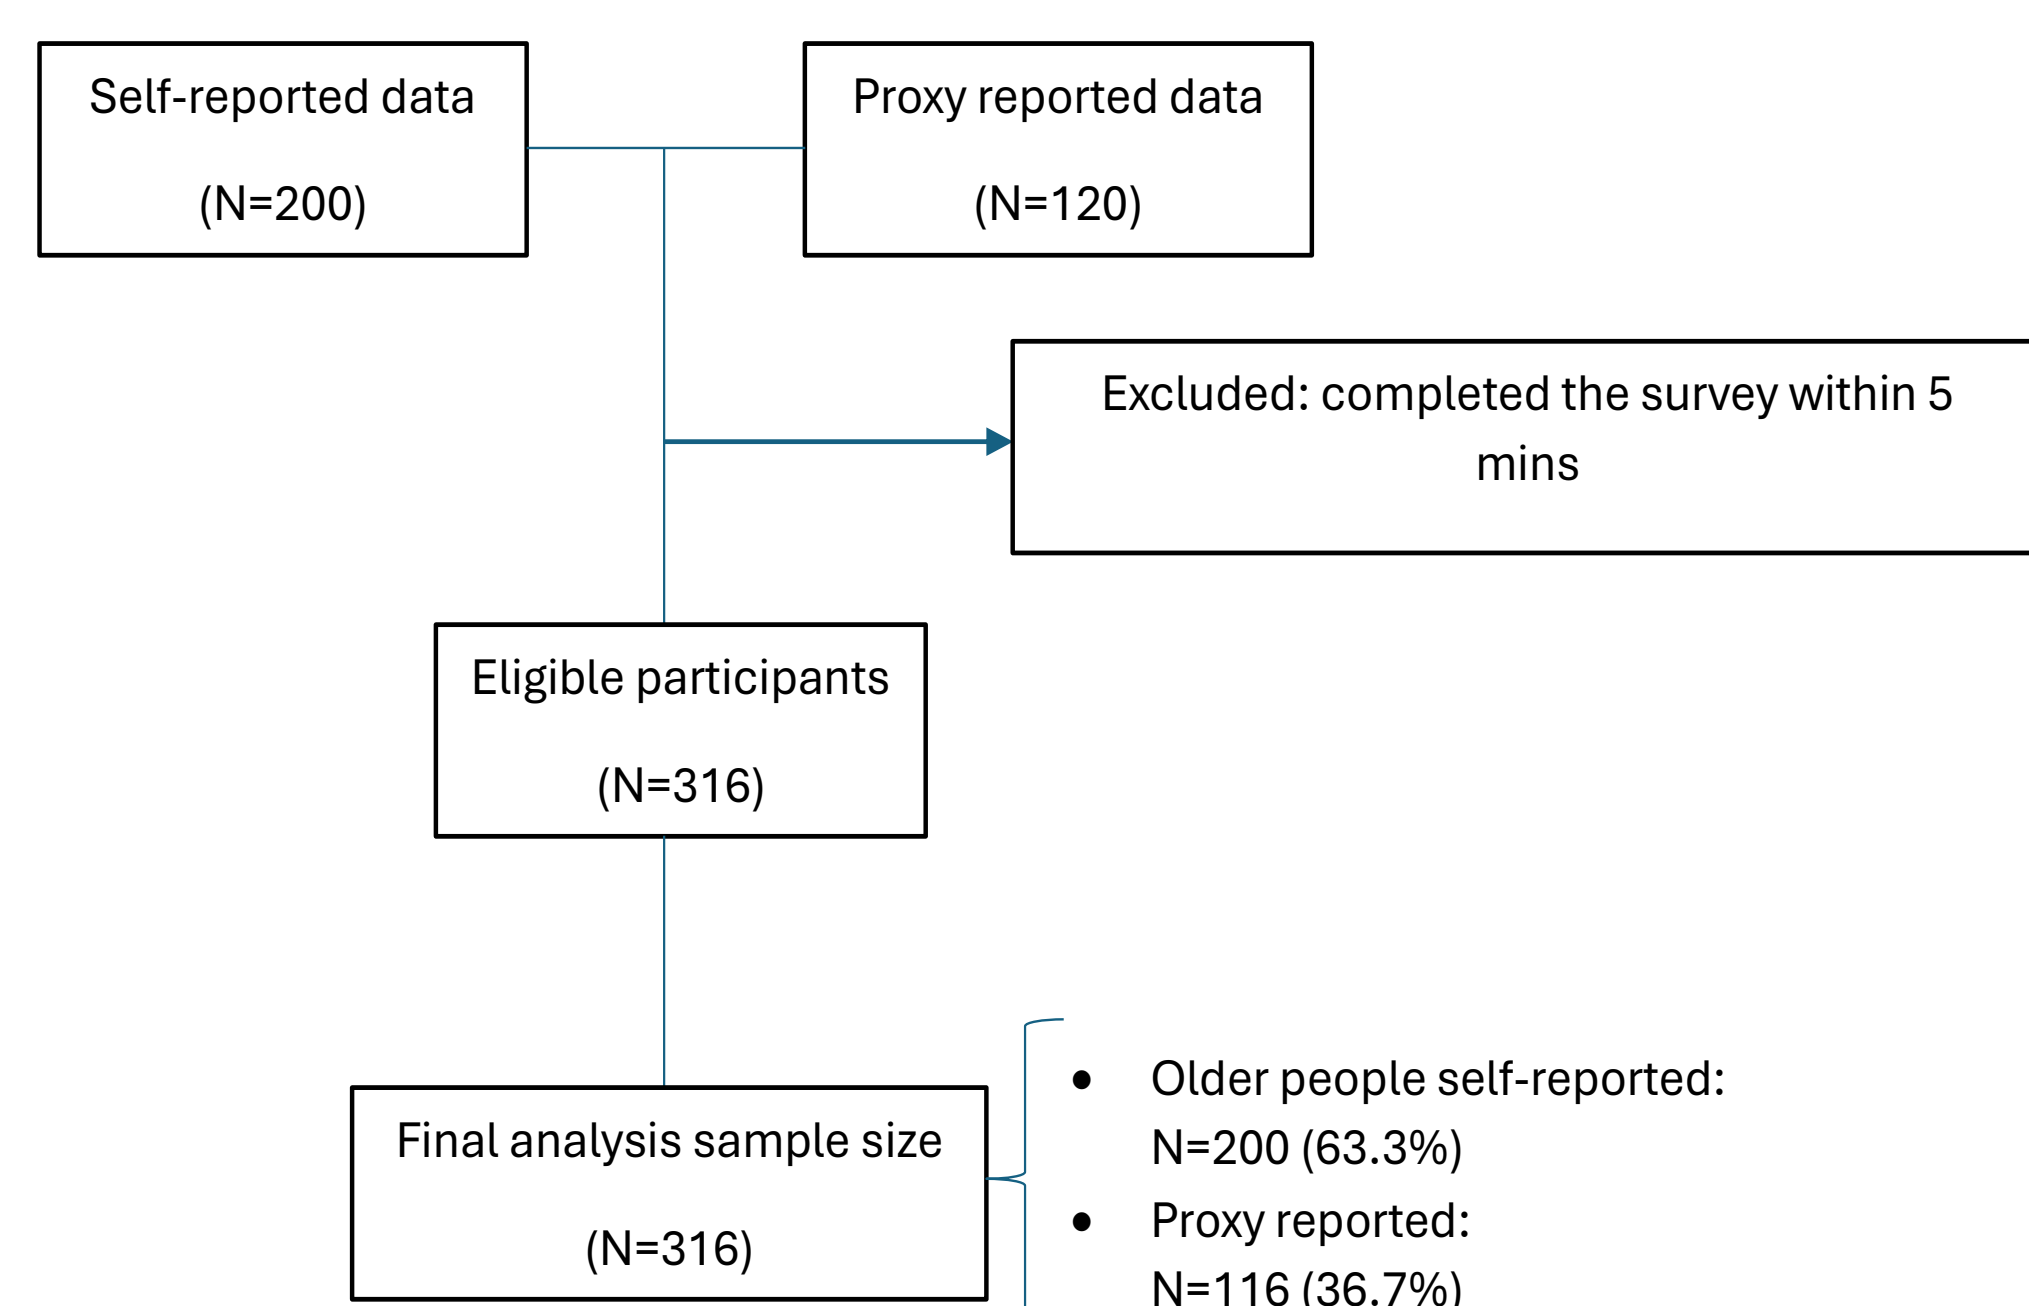 Self-reported data
(N=200)
Proxy reported data
(N=120)
Excluded: completed the survey within 5
mins
Eligible participants
(N=316)
Final analysis sample size
(N=316)
• Older people self-reported:
N=200 (63.3%)
• Proxy reported:
N=116 (36.7%)